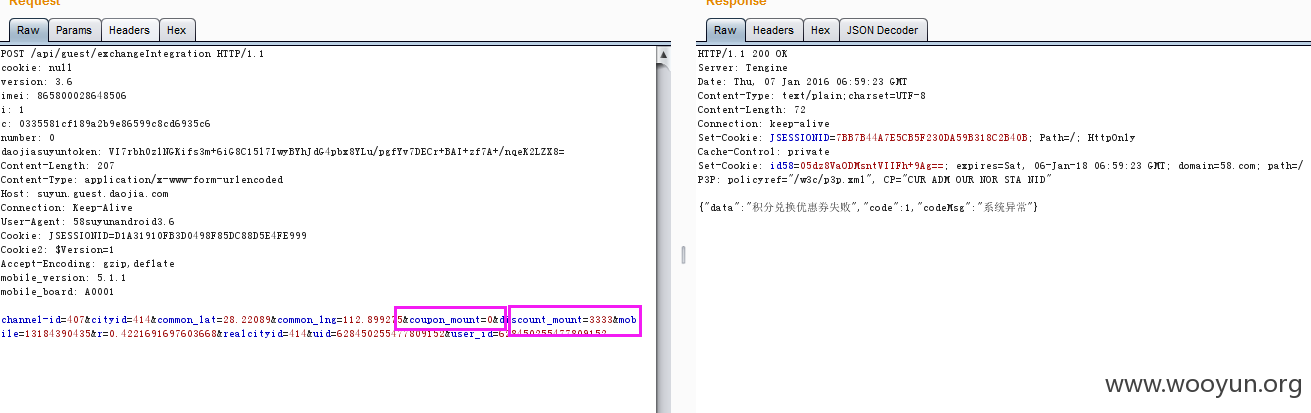 Request
Raw Params Headers Hex
POST /api/guest/exchangeIntegration HTTP/1.1
cookie: null
version: 3.6
imei: 865800028648506
i: 1
c: 0335581cf189a2b9e86599c8cd6935c6
number: 0
daojiasuyuntoken: VI7rbhOzlNGKifs3m+6iG8C15l7IwyBYhJdG4pbx8YLu/pgfYv7DECr+BAI+zf7A+/nqeK2LZX8=
Content-Length: 207
Content-Type: application/x-www-form-urlencoded
Host: suyun.guest.daojia.com
Connection: Keep-Alive
User-Agent: 58suyunandroid3.6
Cookie: JSESSIONID=D1A31910FB3D0498F85DC88D5E4FE999
Cookie2: $Version=1
Accept-Encoding: gzip,deflate
mobile_version: 5.1.1
mobile_board: A0001
channel-id=407&cityid=414&common_lat=28.22089&common_lng=112.899275&coupon_mount=0&discount_mount=3333&mob
ile=13184390435&r=0.4221691697603668&realcityid=414&uid=628450255477809152&user_id=628450255477809152
Response
Raw Headers Hex JSON Decoder
HTTP/1.1 200 OK
Server: Tengine
Date: Thu, 07 Jan 2016 06:59:23 GMT
Content-Type: text/plain;charset=UTF-8
Content-Length: 72
Connection: keep-alive
Set-Cookie: JSESSIONID=7BB7B44A7E5CB5F230DA59B318C2B40B; Path=/; HttpOnly
Cache-Control: private
Set-Cookie: id58=05dz8VaODMsntVIIFh+9Ag==; expires=Sat, 06-Jan-18 06:59:23 GMT; domain=58.com; path=/
P3P: policyref="/w3c/p3p.xml", CP="CUR ADM OUR NOR STA NID"
{"data":"积分兑换优惠券失败","code":1,"codeMsg":"系统异常"}
www.wooyun.org